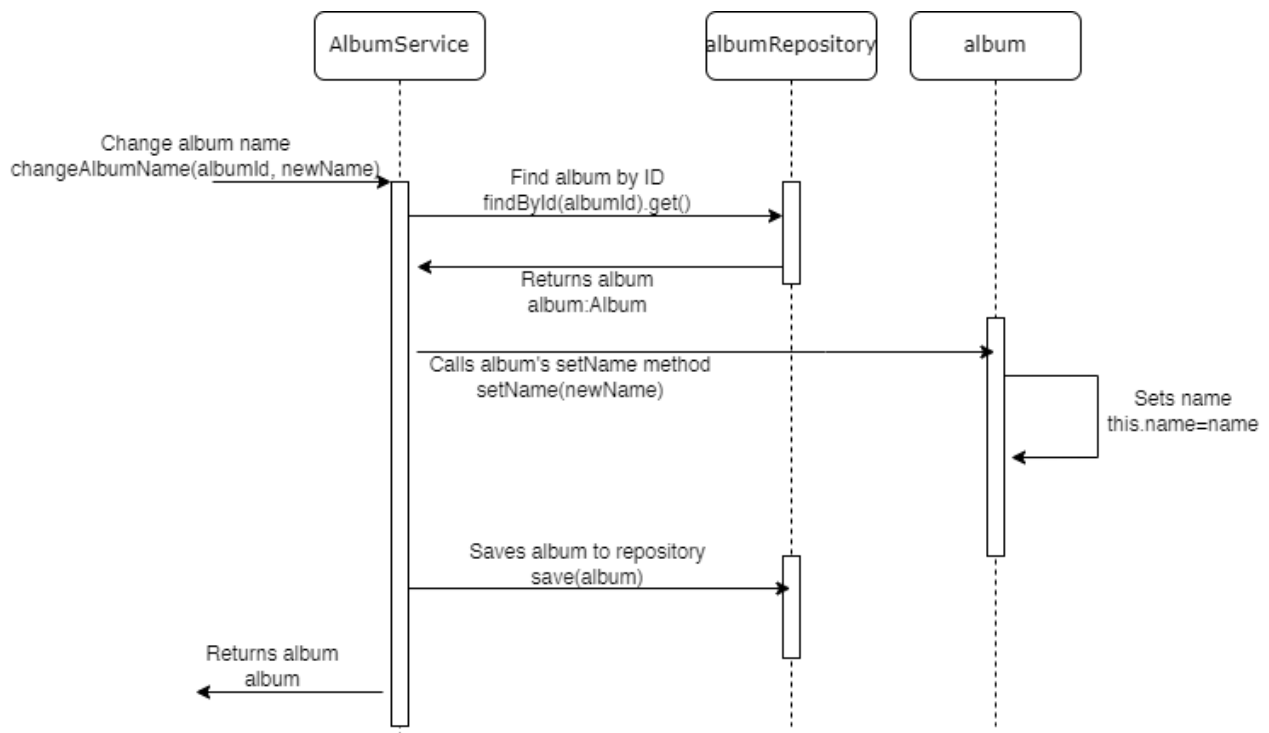 AlbumService
albumRepository
album
Change album name
changeAlbumName(albumId, newName)
Find album by ID
findById(albumId).get()
Returns album
album:Album
Calls album's setName method
setName(newName)
Sets name
this.name=name
Saves album to repository
save(album)
Returns album
album